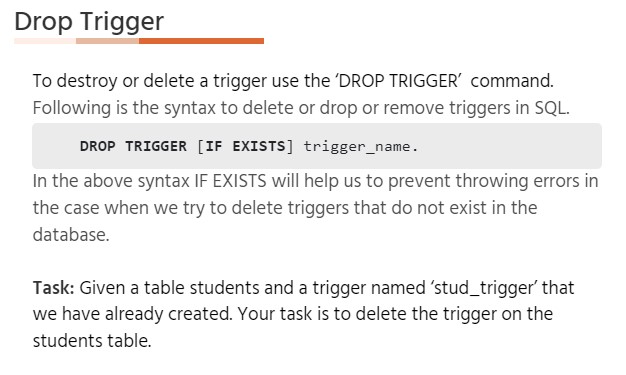 Drop Trigger
To destroy or delete a trigger use the ‘DROP TRIGGER’ command.
Following is the syntax to delete or drop or remove triggers in SQL.
DROP TRIGGER [IF EXISTS] trigger_name.
In the above syntax IF EXISTS will help us to prevent throwing errors in
the case when we try to delete triggers that do not exist in the
database.
Task: Given a table students and a trigger named ‘stud_trigger’ that
we have already created. Your task is to delete the trigger on the
students table.